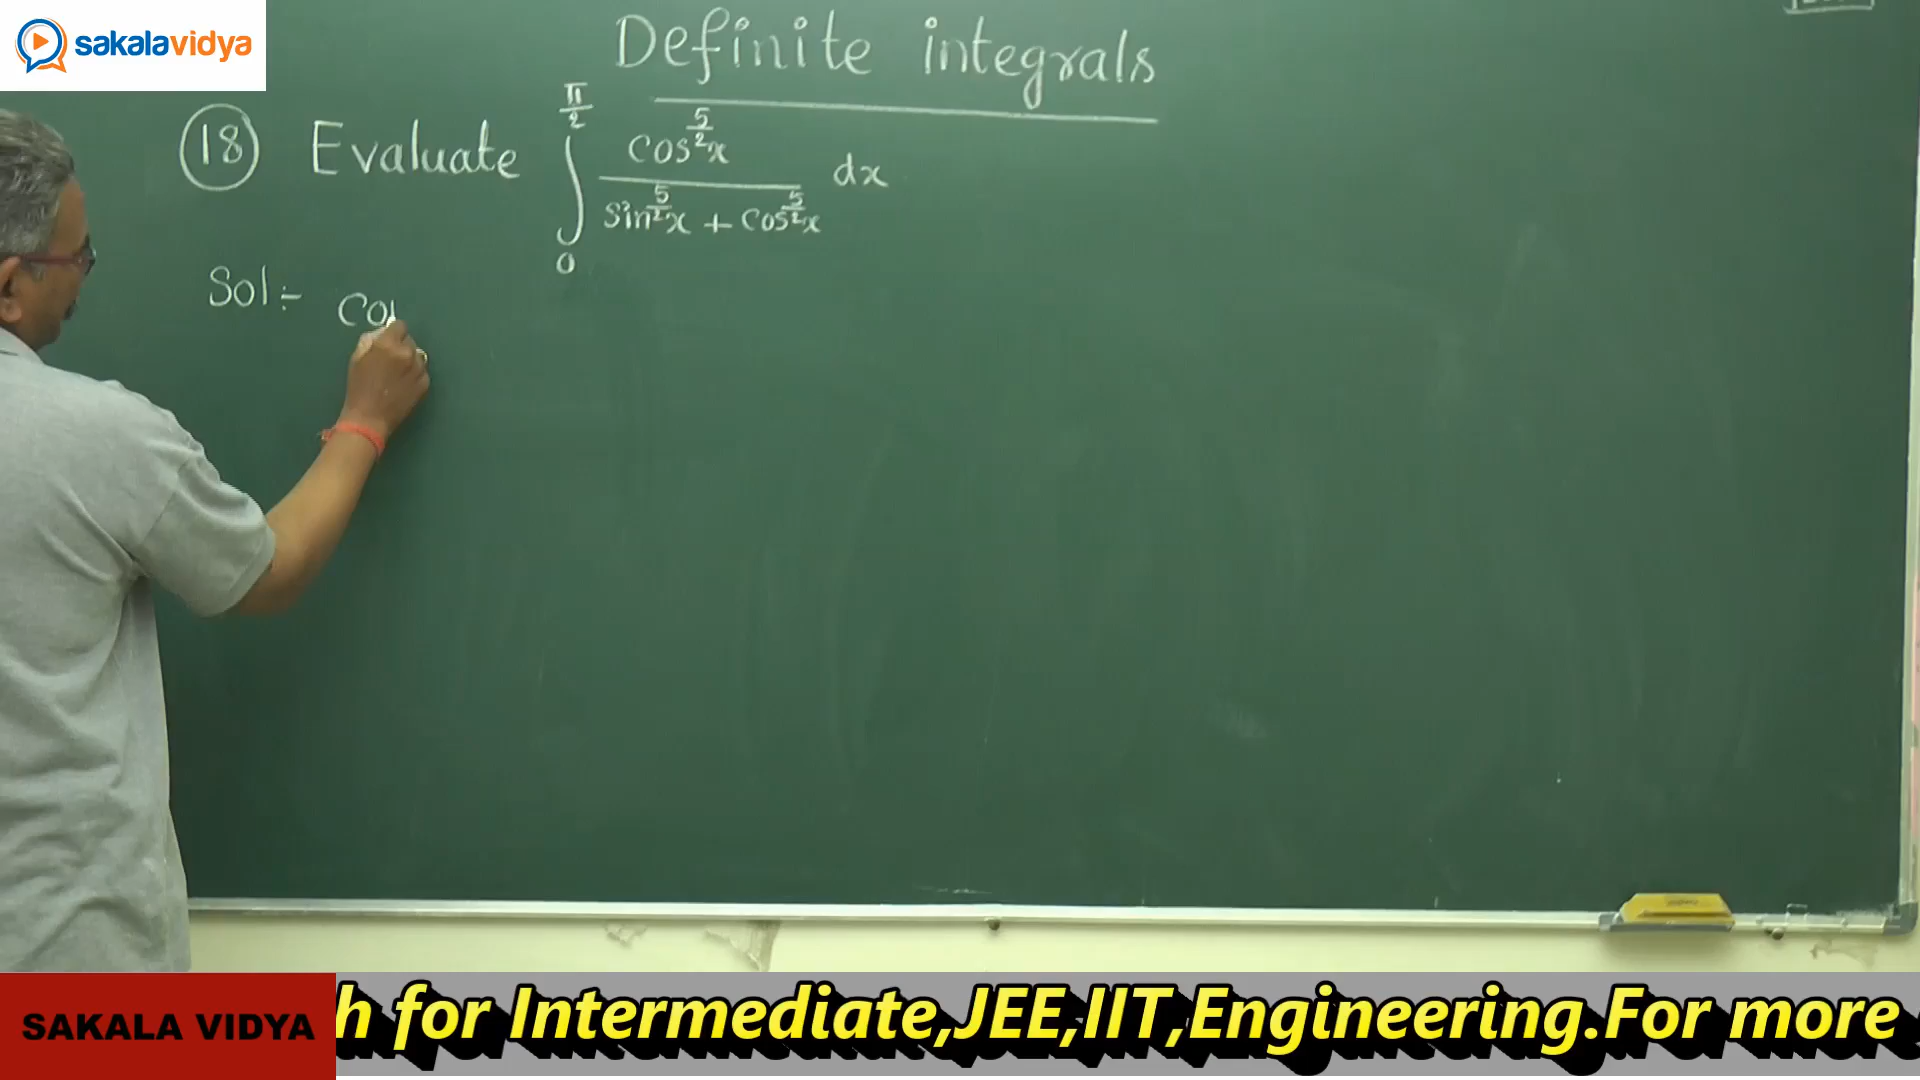 sakalavidya
Definite integrals
(18) Evaluate ∫₀^(π/2) cos^(5/2)x / (sin^(5/2)x + cos^(5/2)x) dx
Sol:- Co
SAKALA VIDYA
h for Intermediate,JEE,IIT,Engineering.For more